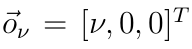 $\vec{o}_{\nu} = [\nu, 0, 0]^T$